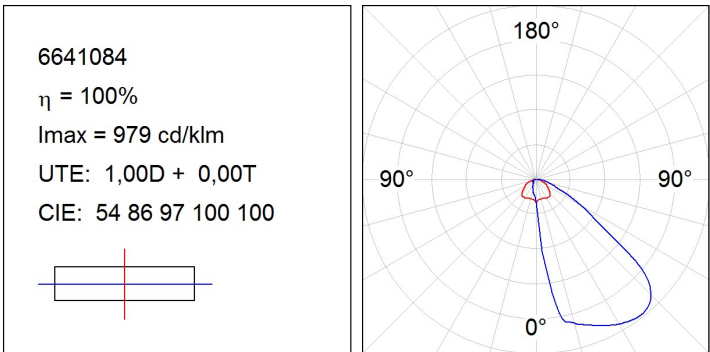 6641084
η = 100%
Imax = 979 cd/klm
UTE: 1,00D + 0,00T
CIE: 54 86 97 100 100
180°
90° 90°
0°